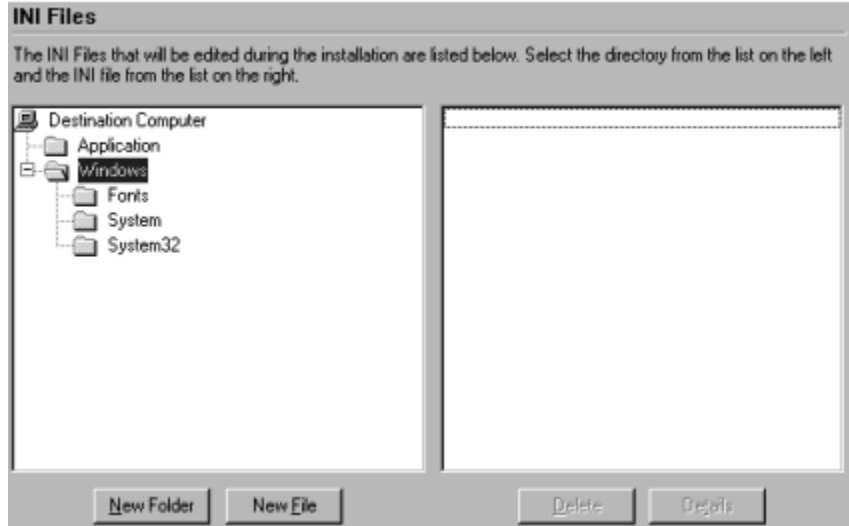 INI Files
The INI Files that will be edited during the installation are listed below. Select the directory from the list on the left
and the INI file from the list on the right.
Destination Computer
Application
Windows
Fonts
System
System32
New Folder
New File
Delete
Details